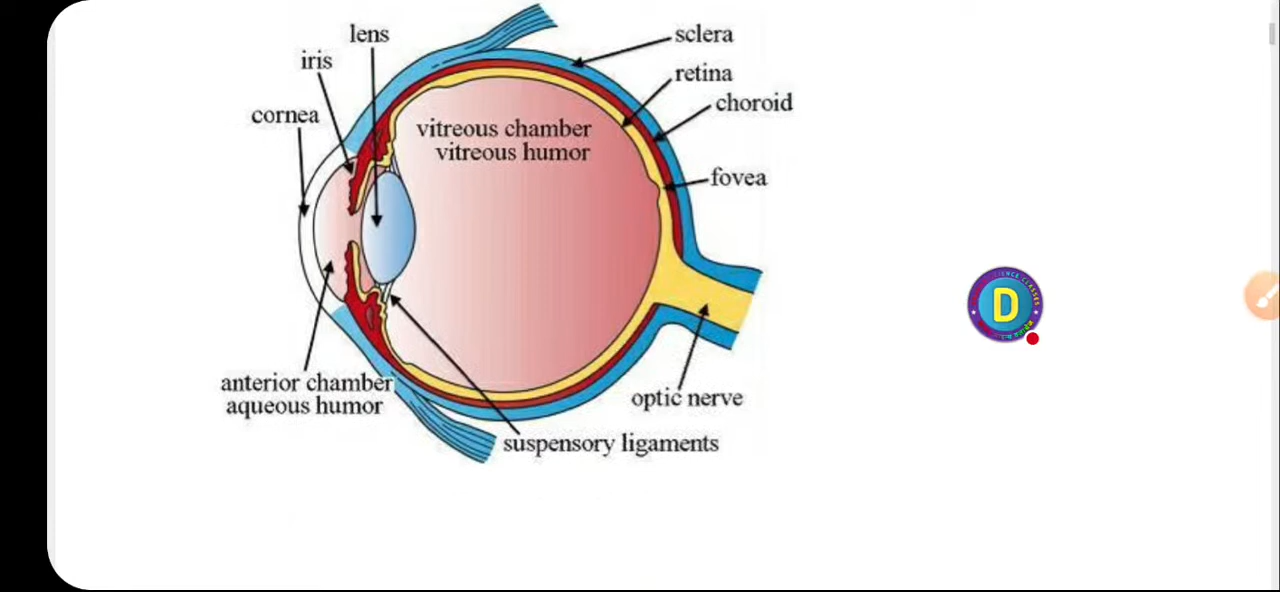 lens
sclera
iris
retina
choroid
cornea
vitreous chamber
vitreous humor
fovea
D
anterior chamber
aqueous humor
optic nerve
suspensory ligaments